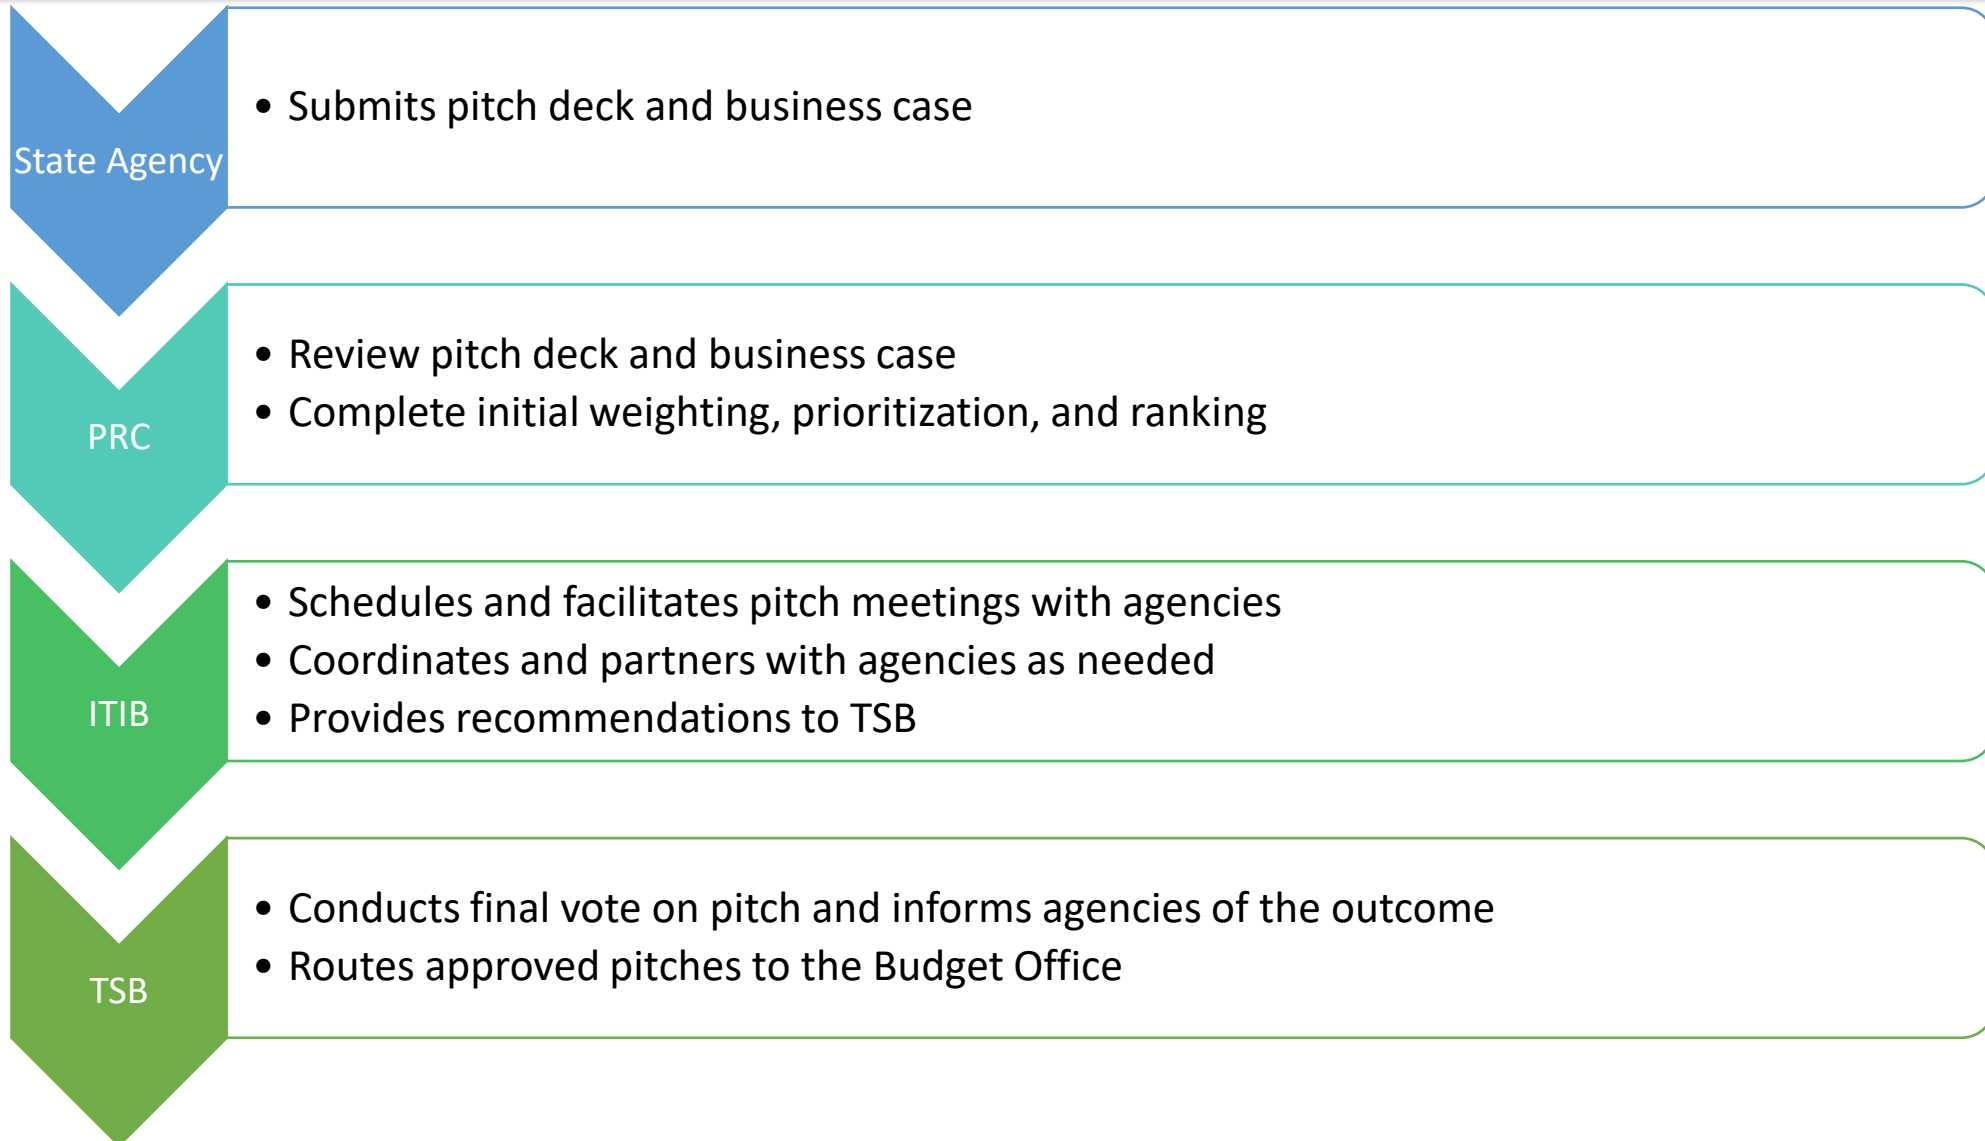 State Agency
• Submits pitch deck and business case
PRC
• Review pitch deck and business case
• Complete initial weighting, prioritization, and ranking
ITIB
• Schedules and facilitates pitch meetings with agencies
• Coordinates and partners with agencies as needed
• Provides recommendations to TSB
TSB
• Conducts final vote on pitch and informs agencies of the outcome
• Routes approved pitches to the Budget Office